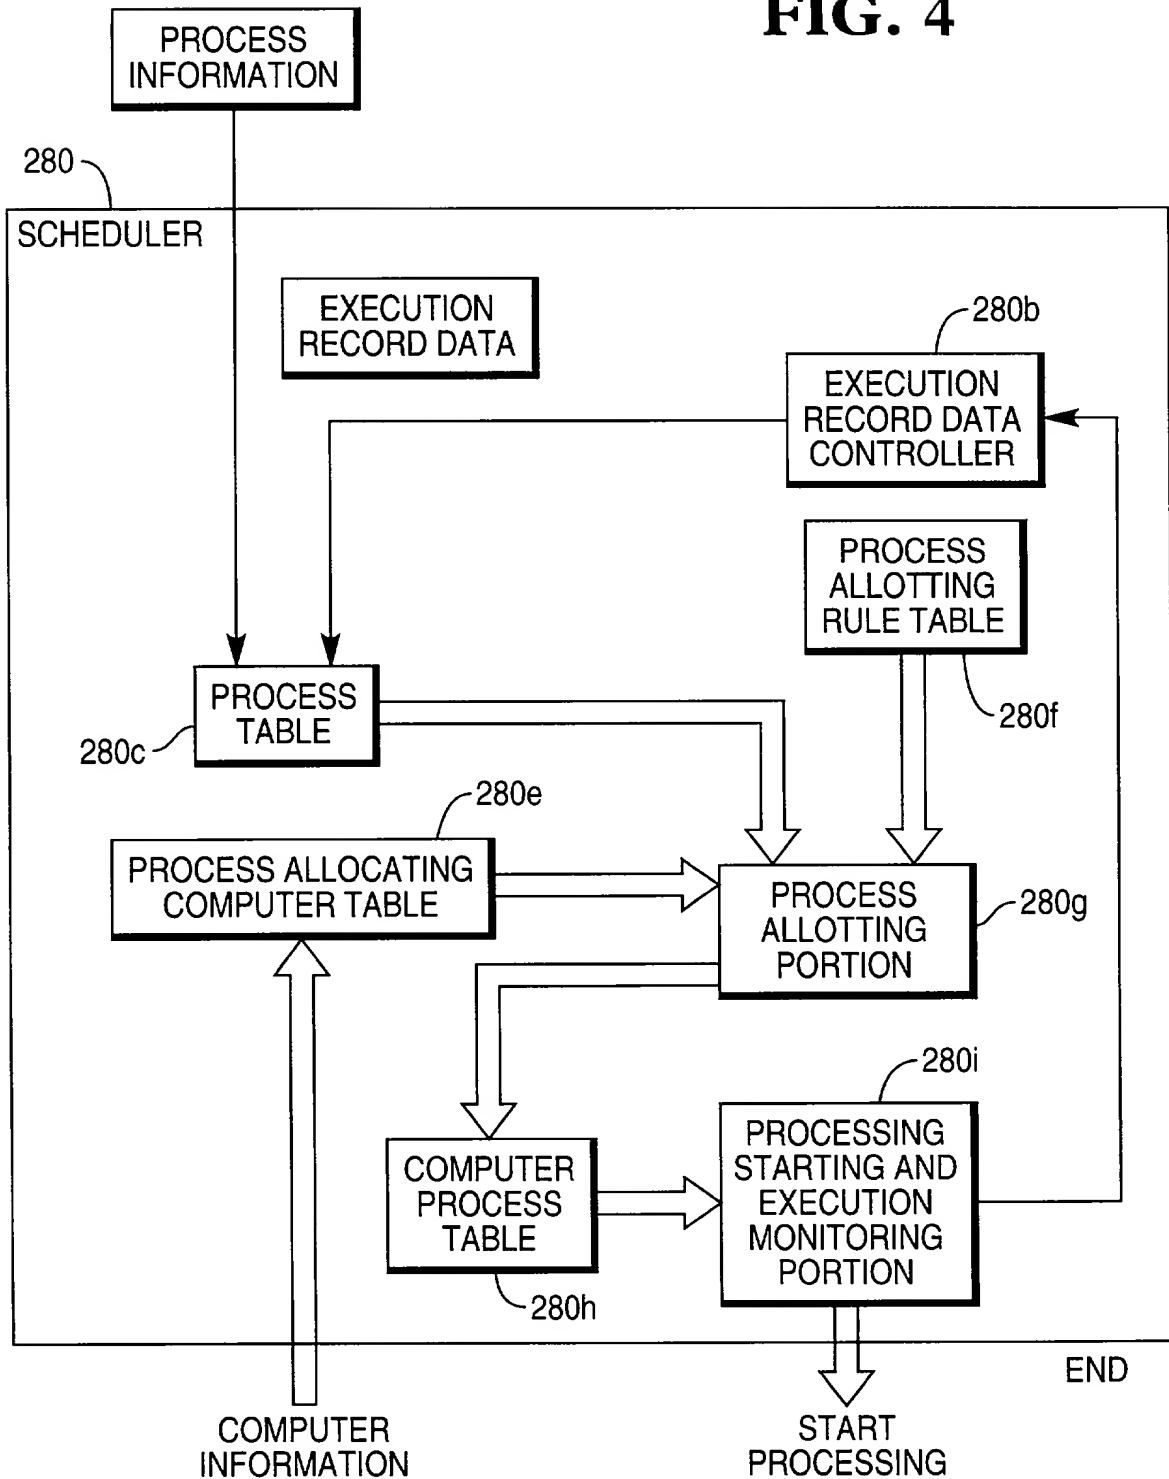 FIG. 4
PROCESS
INFORMATION
280
SCHEDULER
EXECUTION
RECORD DATA
280b
EXECUTION
RECORD DATA
CONTROLLER
PROCESS
ALLOTTING
RULE TABLE
280f
PROCESS
TABLE
280c
280e
PROCESS ALLOCATING
COMPUTER TABLE
PROCESS
ALLOTTING
PORTION
280g
280i
COMPUTER
PROCESS
TABLE
280h
PROCESSING
STARTING AND
EXECUTION
MONITORING
PORTION
END
COMPUTER
INFORMATION
START
PROCESSING